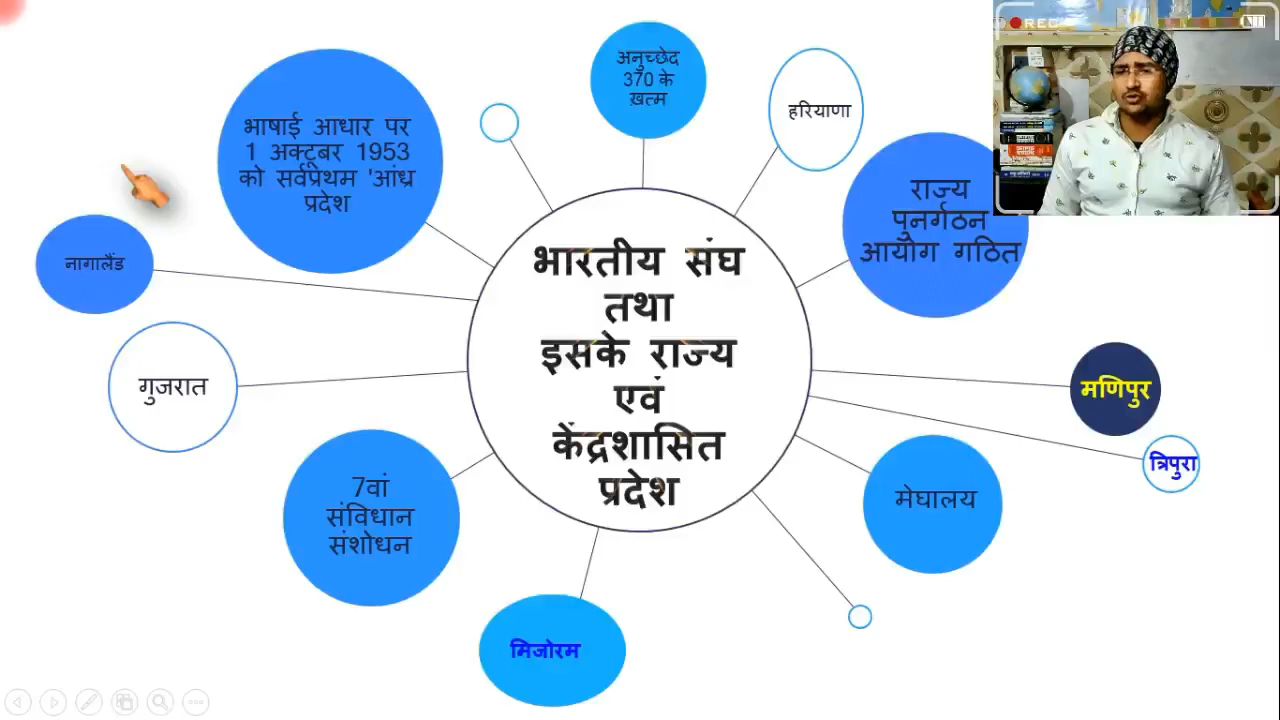 भारतीय संघ
तथा
इसके राज्य
एवं
केंद्रशासित
प्रदेश
अनुच्छेद
370 के
ख़त्म
हरियाणा
राज्य
पुनर्गठन
आयोग गठित
मणिपुर
त्रिपुरा
मेघालय
मिजोरम
7वां
संविधान
संशोधन
गुजरात
नागालैंड
भाषाई आधार पर
1 अक्टूबर 1953
को सर्वप्रथम 'आंध्र
प्रदेश
REC